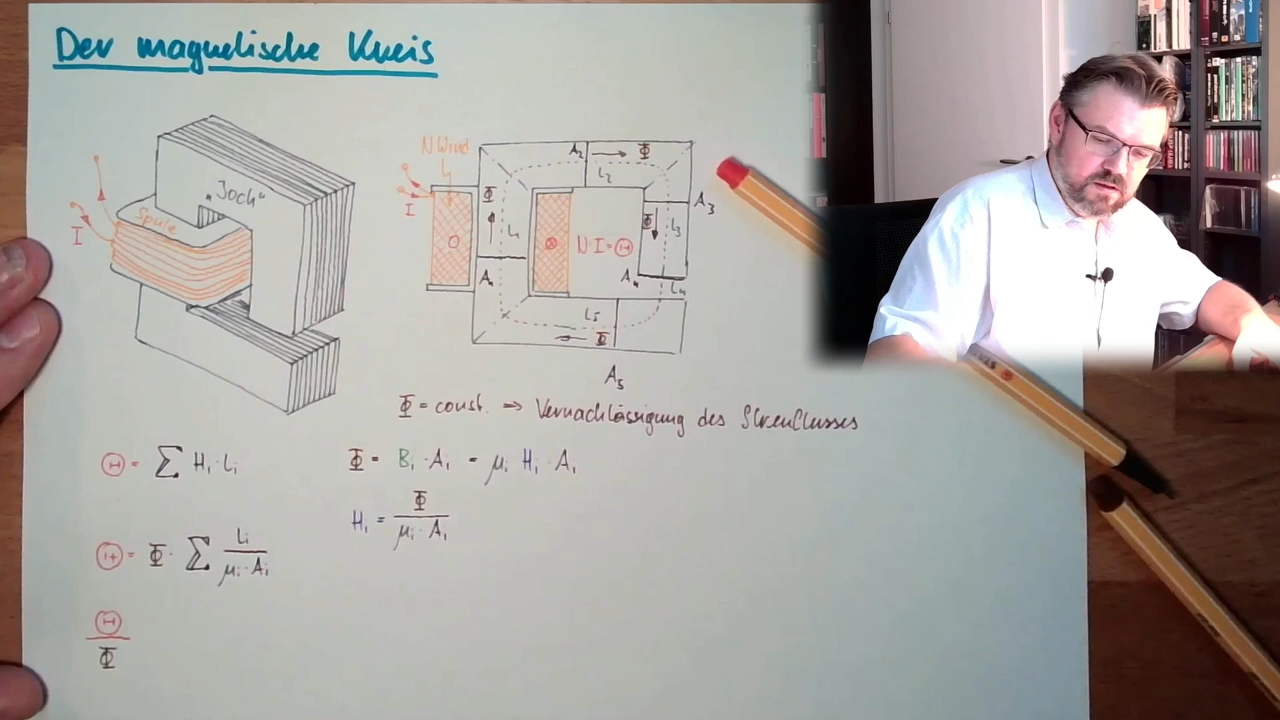 Der magnetische Kreis
"Joch"
Spule
I
N Wind
I
Φ
L₁
A₁
A₂
Φ
L₂
A₃
Φ
L₃
N·I=Θ
A₄
L₄
L₅
Φ
A₅
Φ = const. ⇒ Vernachlässigung des Streuflusses
Θ = ∑ Hᵢ·Lᵢ
Φ = Bᵢ·Aᵢ = μᵢ Hᵢ·Aᵢ
Hᵢ = Φ / μᵢ·Aᵢ
Θ = Φ·∑ Lᵢ / μᵢ·Aᵢ
Θ / Φ